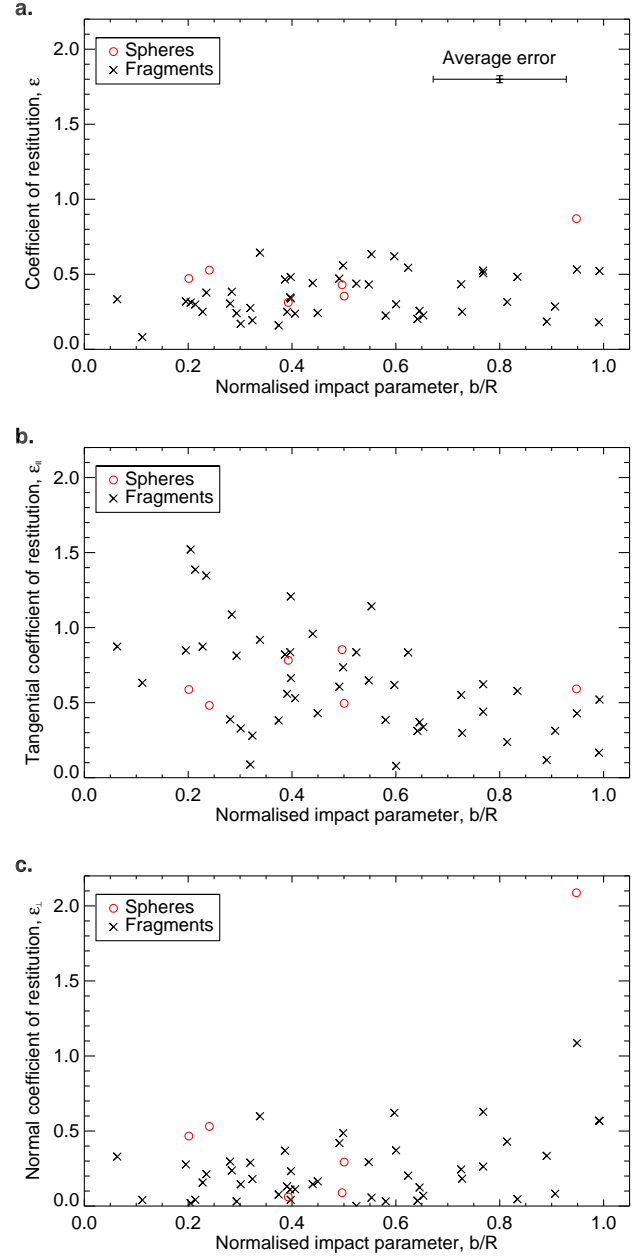 a.
2.0
1.5
1.0
0.5
0.0
Coefficient of restitution, ε
Spheres
Fragments
Average error
0.0 0.2 0.4 0.6 0.8 1.0
Normalised impact parameter, b/R
b.
2.0
1.5
1.0
0.5
0.0
Tangential coefficient of restitution, ε||
Spheres
Fragments
0.0 0.2 0.4 0.6 0.8 1.0
Normalised impact parameter, b/R
c.
2.0
1.5
1.0
0.5
0.0
Normal coefficient of restitution, ε⊥
Spheres
Fragments
0.0 0.2 0.4 0.6 0.8 1.0
Normalised impact parameter, b/R